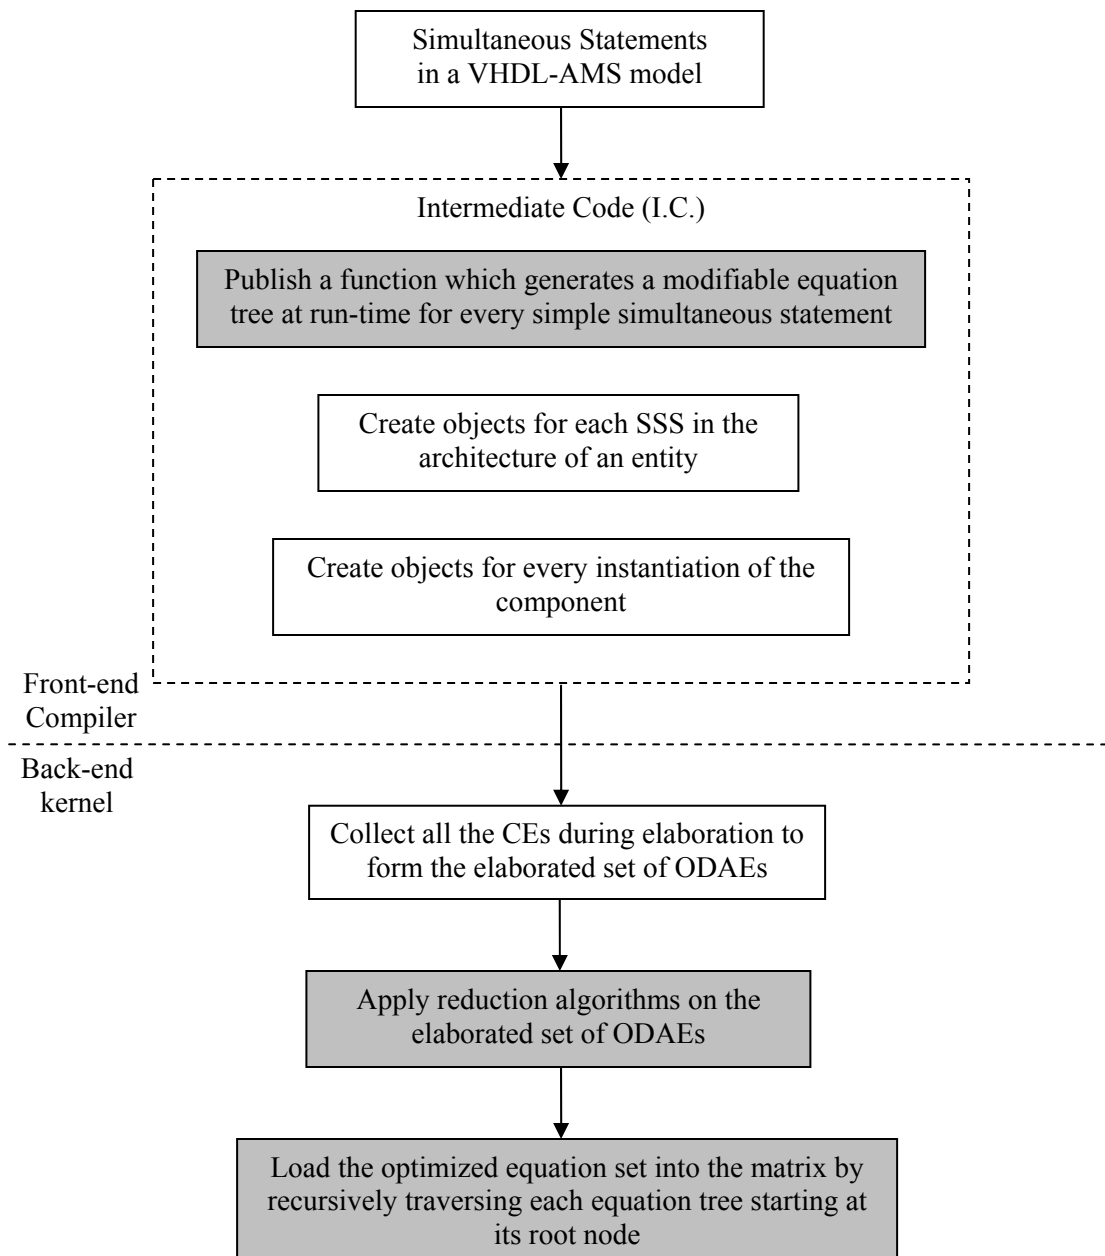 Simultaneous Statements
in a VHDL-AMS model
Intermediate Code (I.C.)
Publish a function which generates a modifiable equation
tree at run-time for every simple simultaneous statement
Create objects for each SSS in the
architecture of an entity
Create objects for every instantiation of the
component
Front-end
Compiler
Back-end
kernel
Collect all the CEs during elaboration to
form the elaborated set of ODAEs
Apply reduction algorithms on the
elaborated set of ODAEs
Load the optimized equation set into the matrix by
recursively traversing each equation tree starting at
its root node